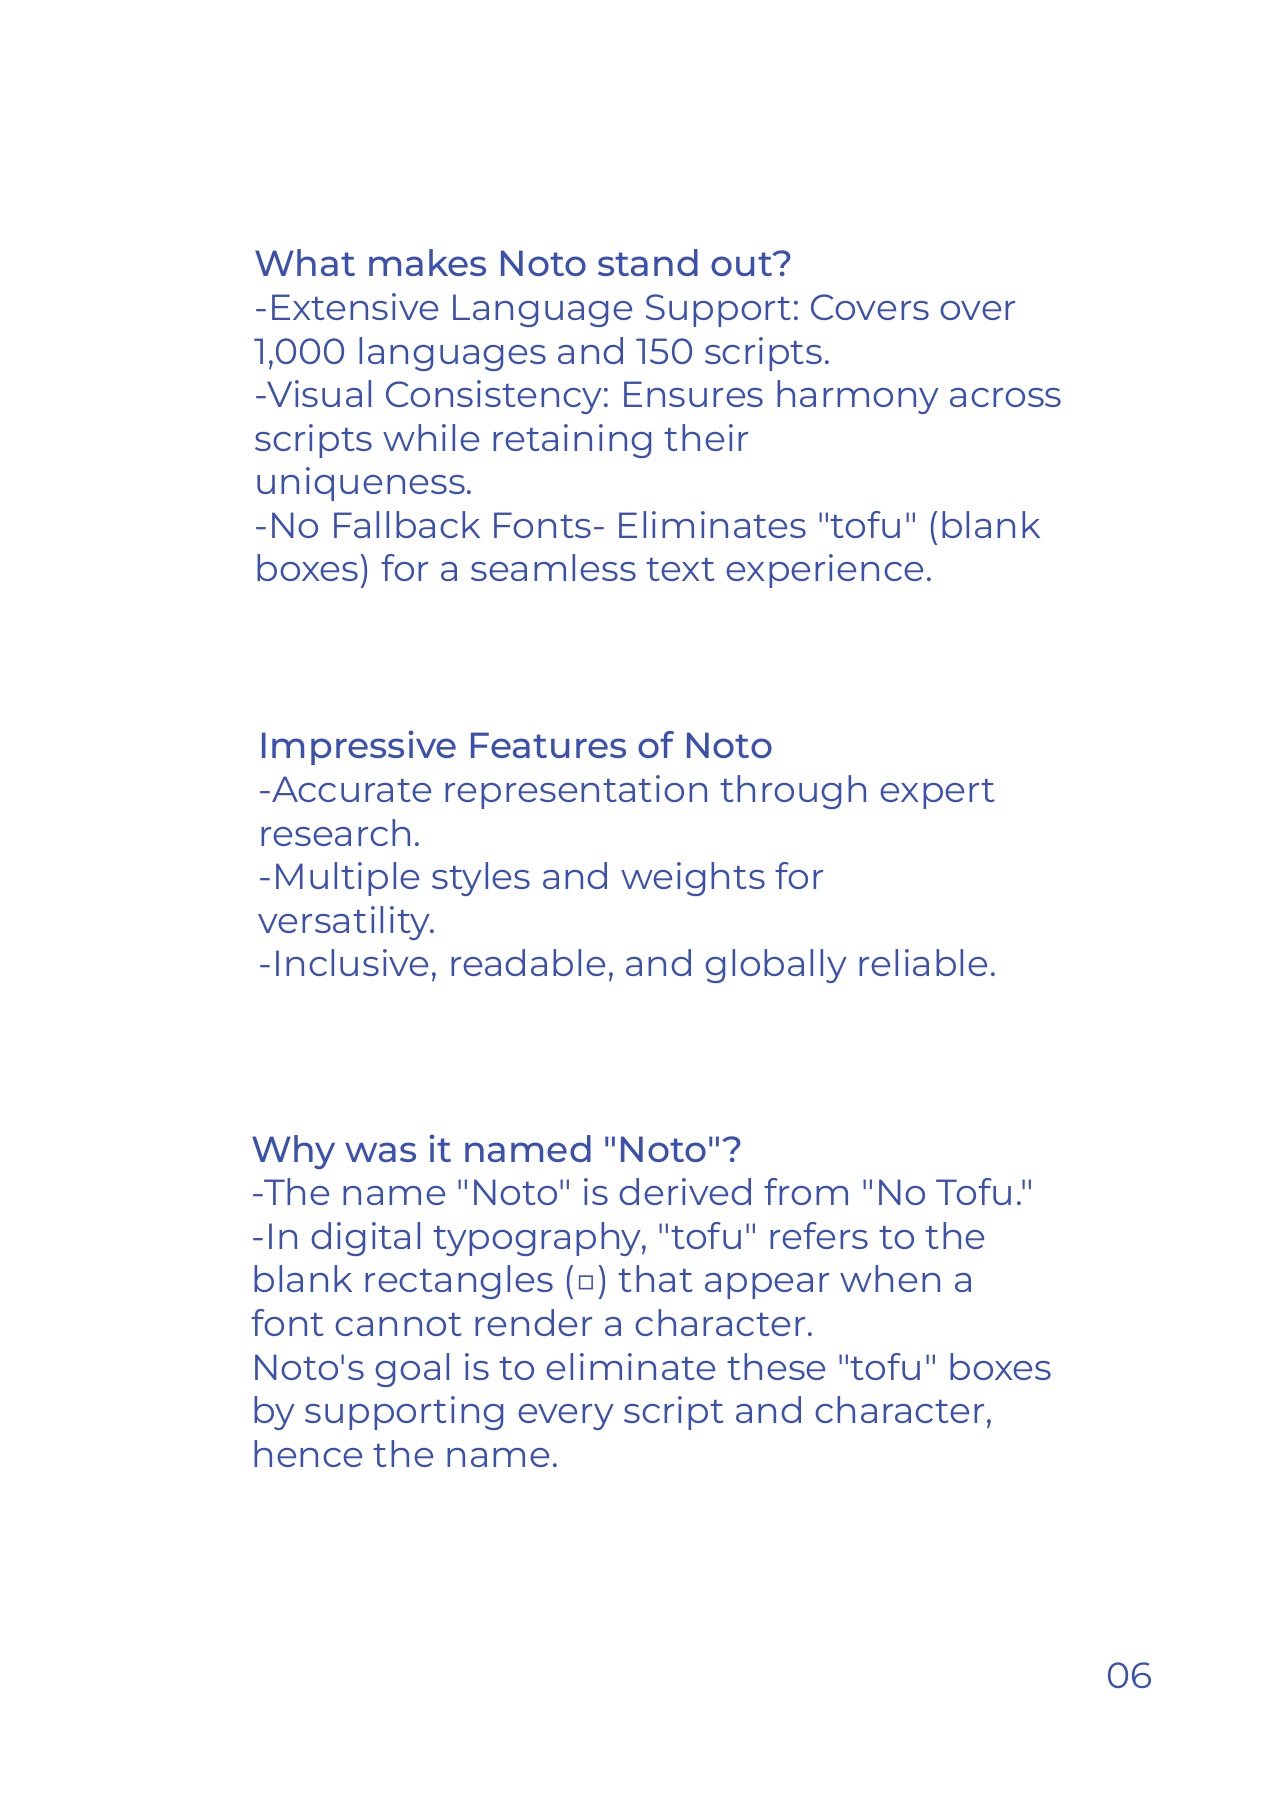 What makes Noto stand out?
-Extensive Language Support: Covers over
1,000 languages and 150 scripts.
-Visual Consistency: Ensures harmony across
scripts while retaining their
uniqueness.
-No Fallback Fonts- Eliminates "tofu" (blank
boxes) for a seamless text experience.
Impressive Features of Noto
-Accurate representation through expert
research.
-Multiple styles and weights for
versatility.
-Inclusive, readable, and globally reliable.
Why was it named "Noto"?
-The name "Noto" is derived from "No Tofu."
-In digital typography, "tofu" refers to the
blank rectangles (□) that appear when a
font cannot render a character.
Noto's goal is to eliminate these "tofu" boxes
by supporting every script and character,
hence the name.
06